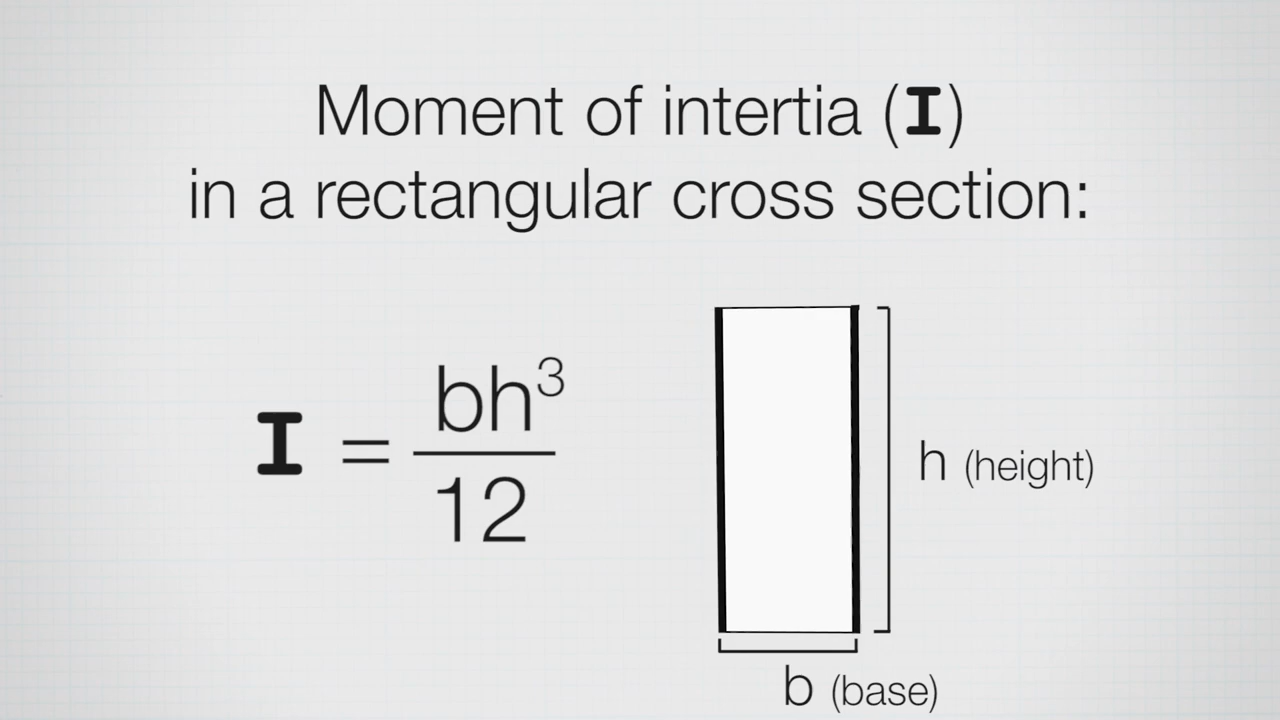 Moment of intertia (I)
in a rectangular cross section:
I = bh³
12
h (height)
b (base)